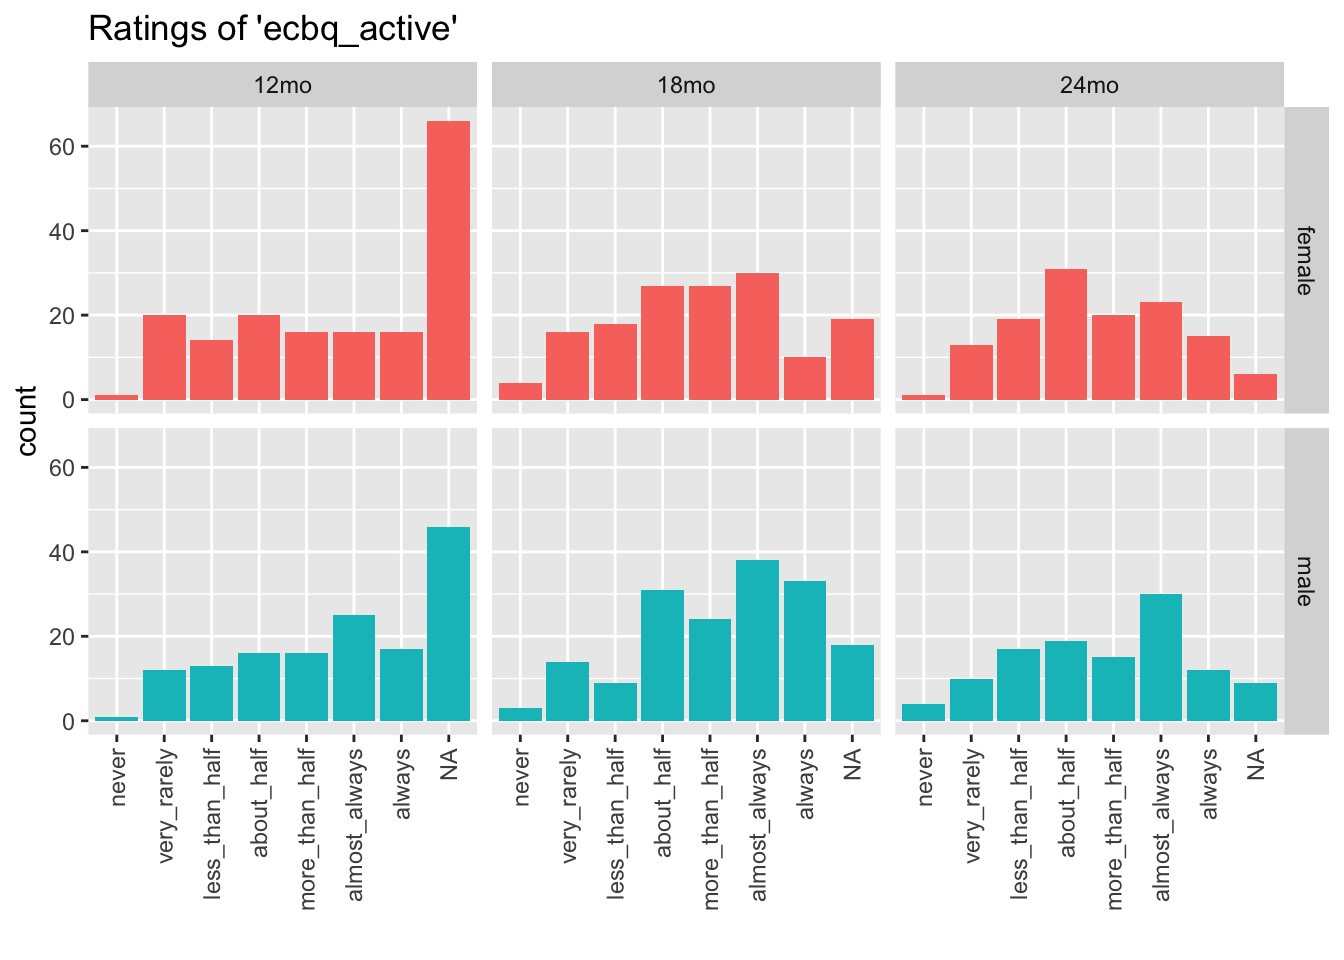 Ratings of 'ecbq_active'
12mo 18mo 24mo
60
40
20
0
female
count
60
40
20
0
male
never very_rarely less_than_half about_half more_than_half almost_always always NA never very_rarely less_than_half about_half more_than_half almost_always always NA never very_rarely less_than_half about_half more_than_half almost_always always NA